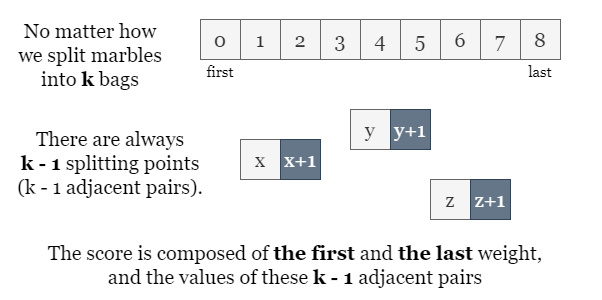 No matter how
we split marbles
into k bags
0 1 2 3 4 5 6 7 8
first last
There are always
k - 1 splitting points
(k - 1 adjacent pairs).
y y+1
x x+1
z z+1
The score is composed of the first and the last weight,
and the values of these k - 1 adjacent pairs